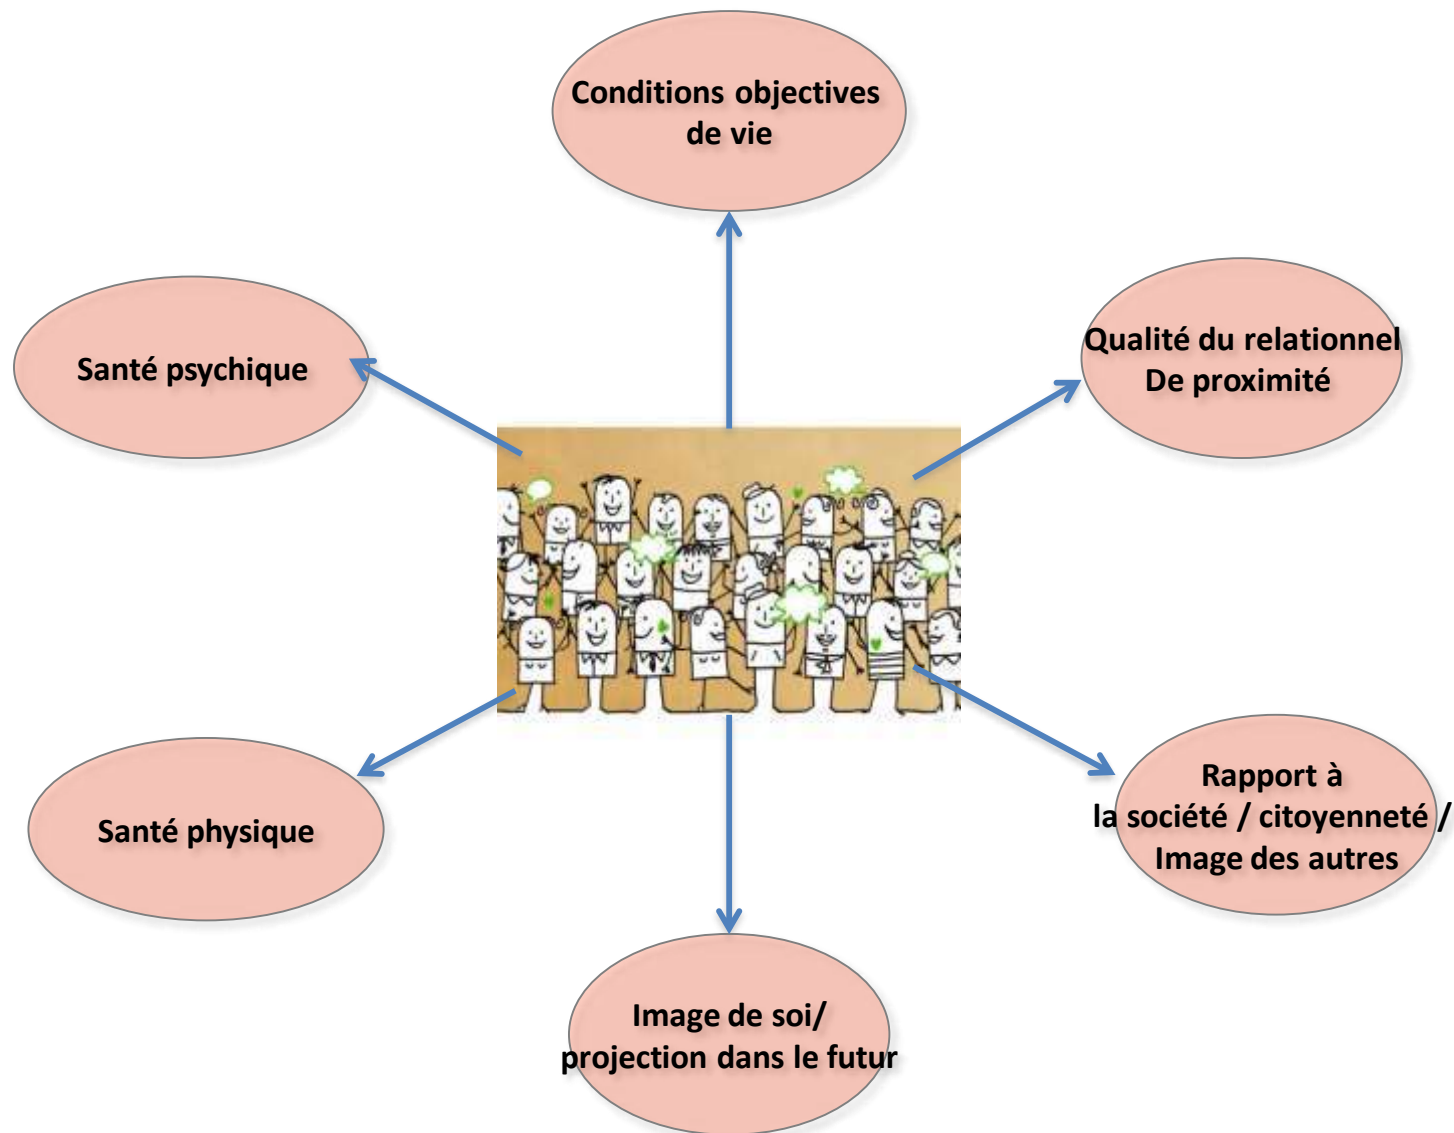 Conditions objectives
de vie
Santé psychique
Qualité du relationnel
De proximité
Santé physique
Rapport à
la société / citoyenneté /
Image des autres
Image de soi/
projection dans le futur